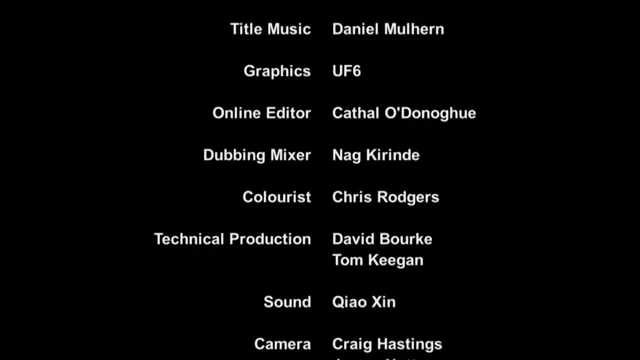 Title Music Daniel Mulhern
Graphics UF6
Online Editor Cathal O'Donoghue
Dubbing Mixer Nag Kirinde
Colourist Chris Rodgers
Technical Production David Bourke
Tom Keegan
Sound Qiao Xin
Camera Craig Hastings